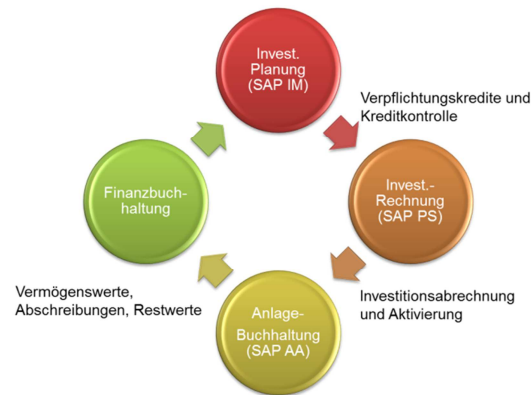 Invest.
Planung
(SAP IM)
Verpflichtungskredite und
Kreditkontrolle
Invest.-
Rechnung
(SAP PS)
Investitionsabrechnung
und Aktivierung
Anlage-
Buchhaltung
(SAP AA)
Vermögenswerte,
Abschreibungen, Restwerte
Finanzbuch-
haltung